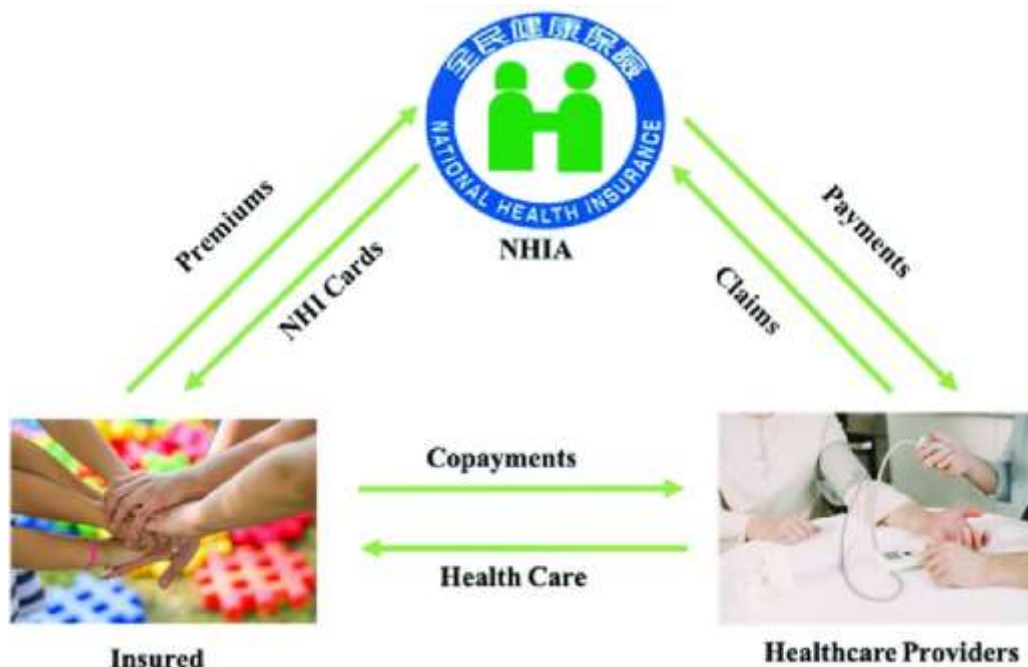 全民健康保險
NATIONAL HEALTH INSURANCE
NHIA
Premiums
NHI Cards
Payments
Claims
Copayments
Health Care
Insured
Healthcare Providers